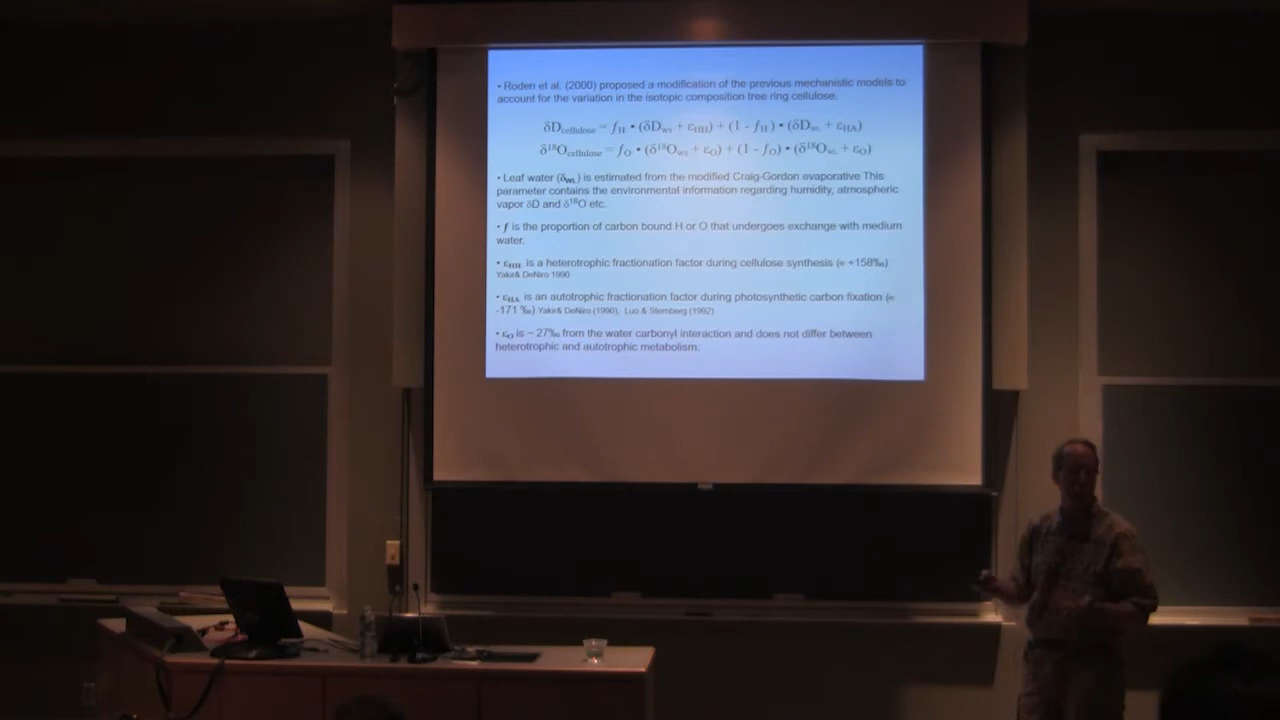 • Roden et al. (2000) proposed a modification of the previous mechanistic models to
account for the variation in the isotopic composition tree ring cellulose.
δDcellulose = fH • (δDws + εHH) + (1 - fH) • (δDwL + εHA)
δ¹⁸Ocellulose = fO • (δ¹⁸Ows + εO) + (1 - fO) • (δ¹⁸OwL + εO)
• Leaf water (δWL) is estimated from the modified Craig-Gordon evaporative This
parameter contains the environmental information regarding humidity, atmospheric
vapor δD and δ¹⁸O etc.
• f is the proportion of carbon bound H or O that undergoes exchange with medium
water.
• εHH is a heterotrophic fractionation factor during cellulose synthesis (≈ +158‰)
Yakir& DeNiro 1990
• εHA is an autotrophic fractionation factor during photosynthetic carbon fixation (≈
-171 ‰) Yakir& DeNiro (1990), Luo & Sternberg (1992)
• εO is ~ 27‰ from the water carbonyl interaction and does not differ between
heterotrophic and autotrophic metabolism.